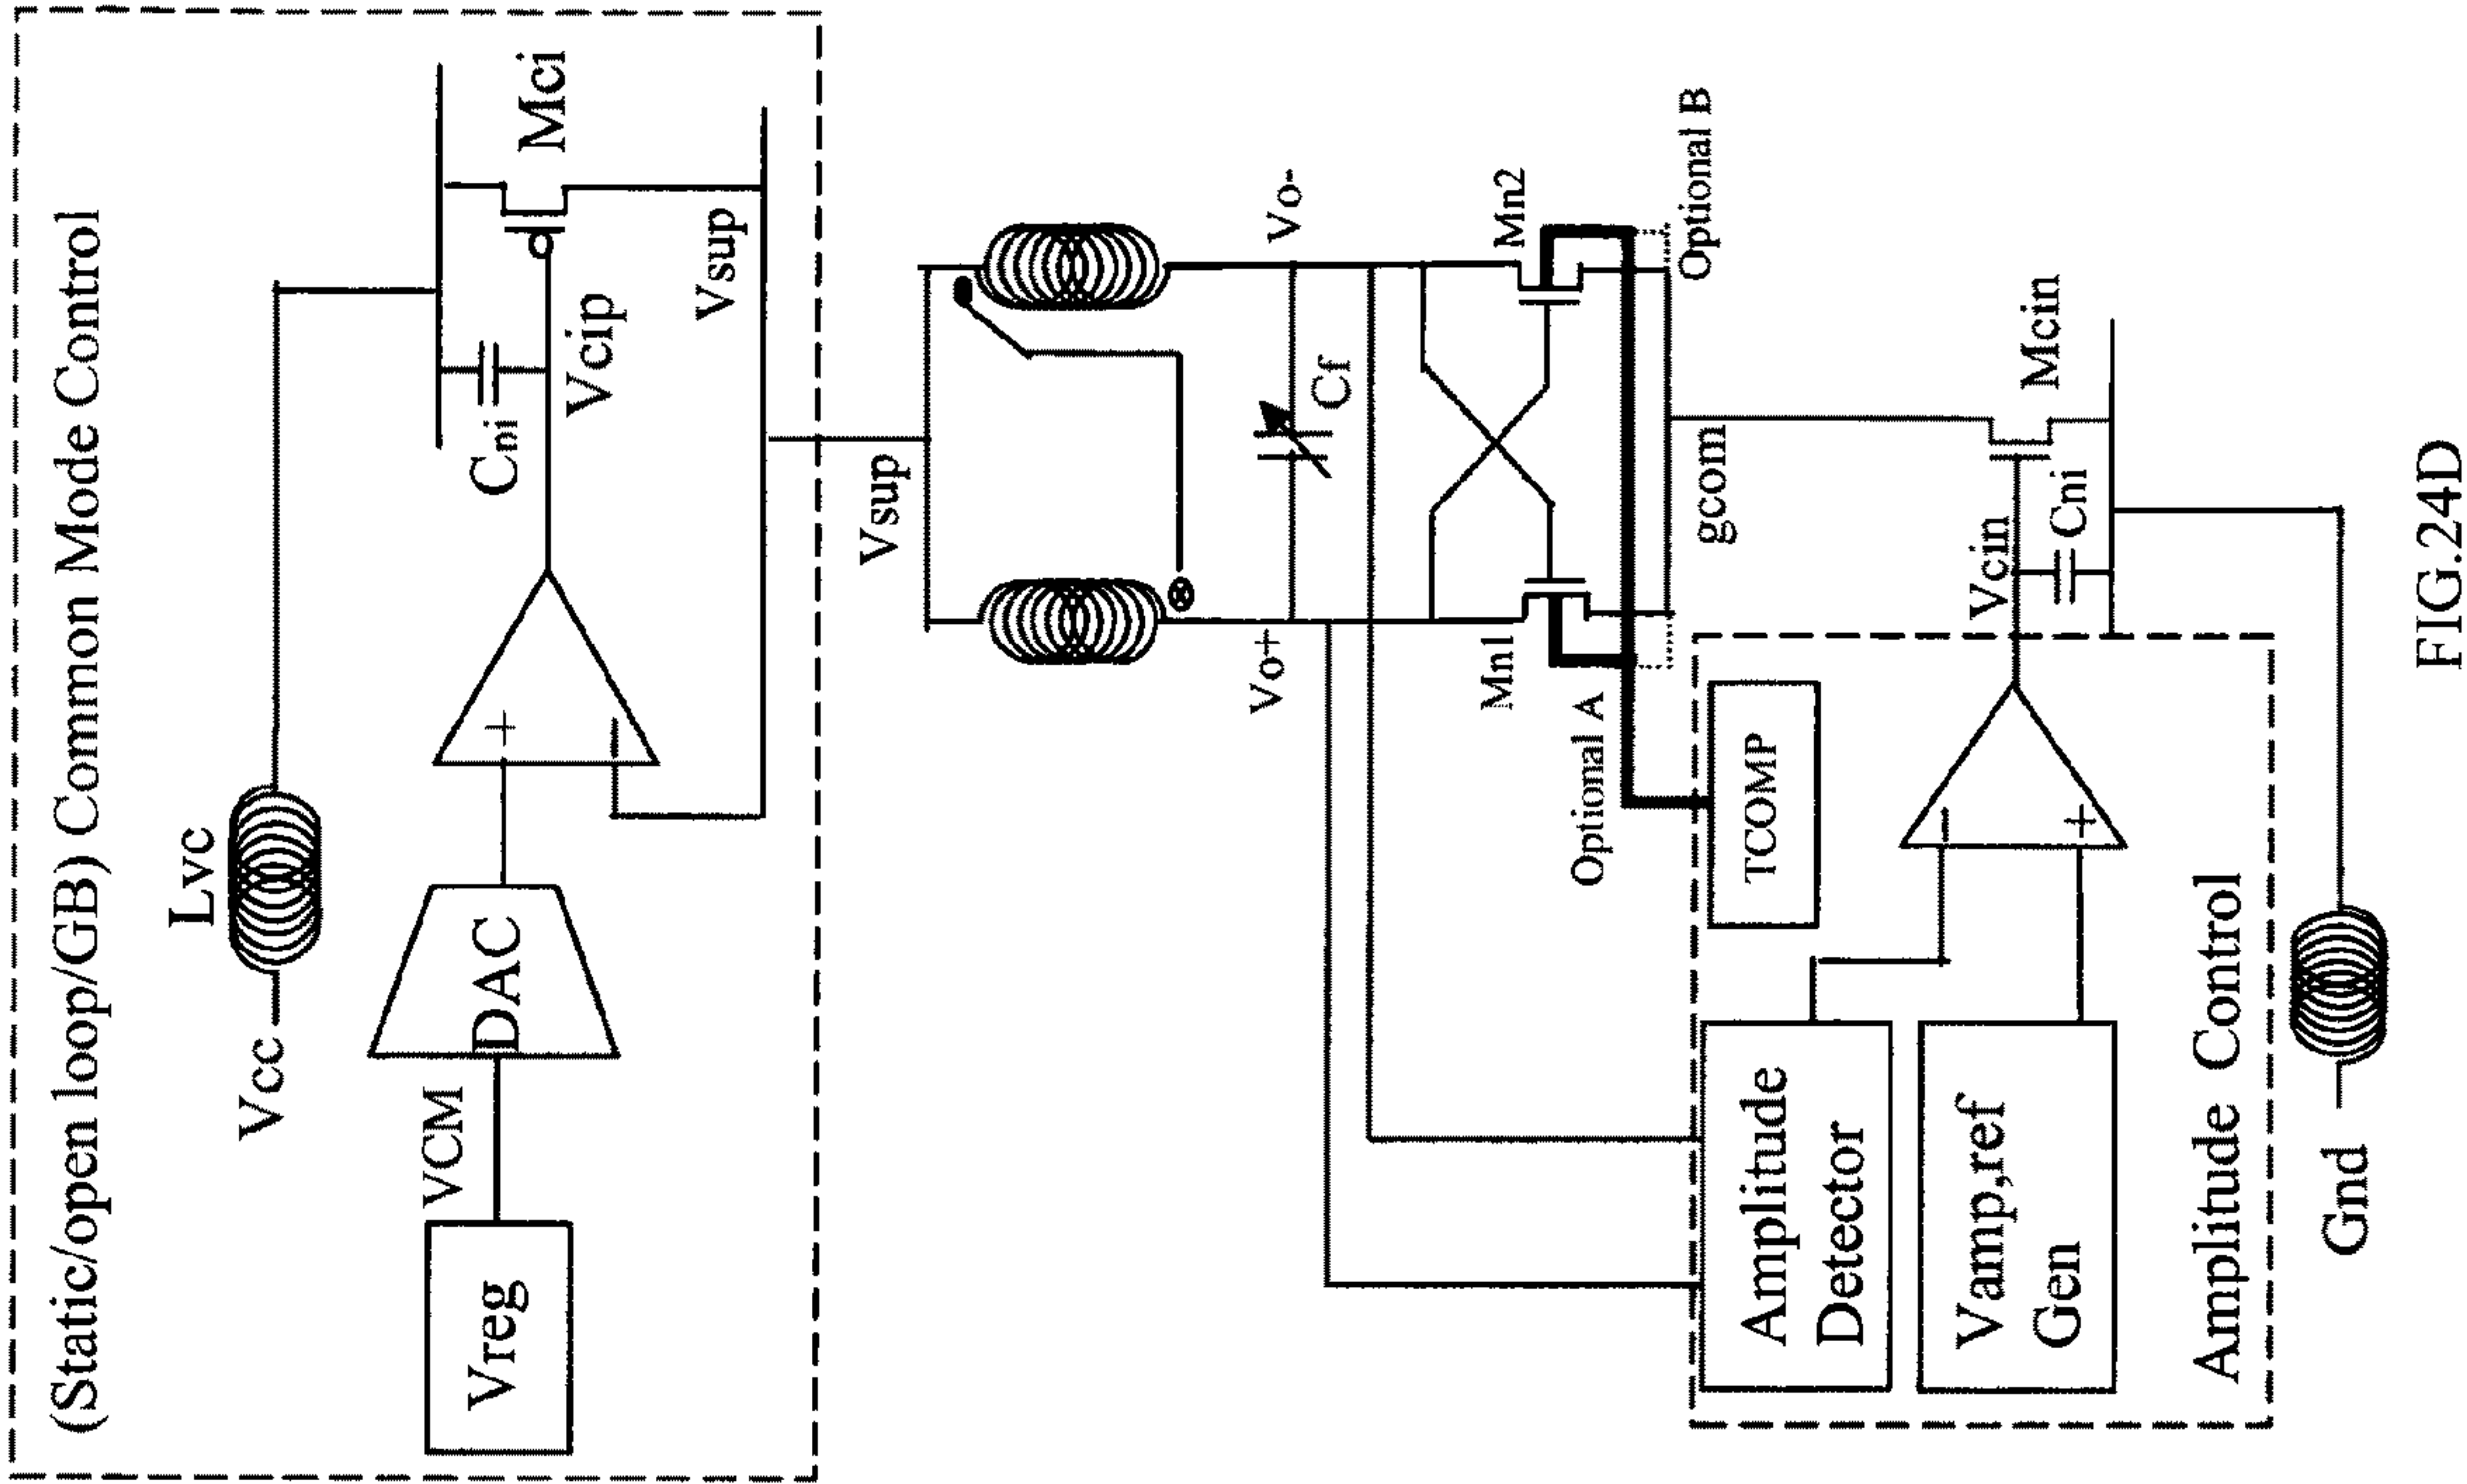 (Static/open loop/GB) Common Mode Control
Vcc
Lvc
Vreg
VCM
DAC
+
−
Cni
Vcip
Mci
Vsup
Vsup
Vo+
Vo-
Cf
Mn1
Mn2
Optional A
Optional B
gcom
TCOMP
Amplitude
Detector
Vamp,ref
Gen
−
+
Vcin
Cni
Mcin
Amplitude Control
Gnd
FIG.24D